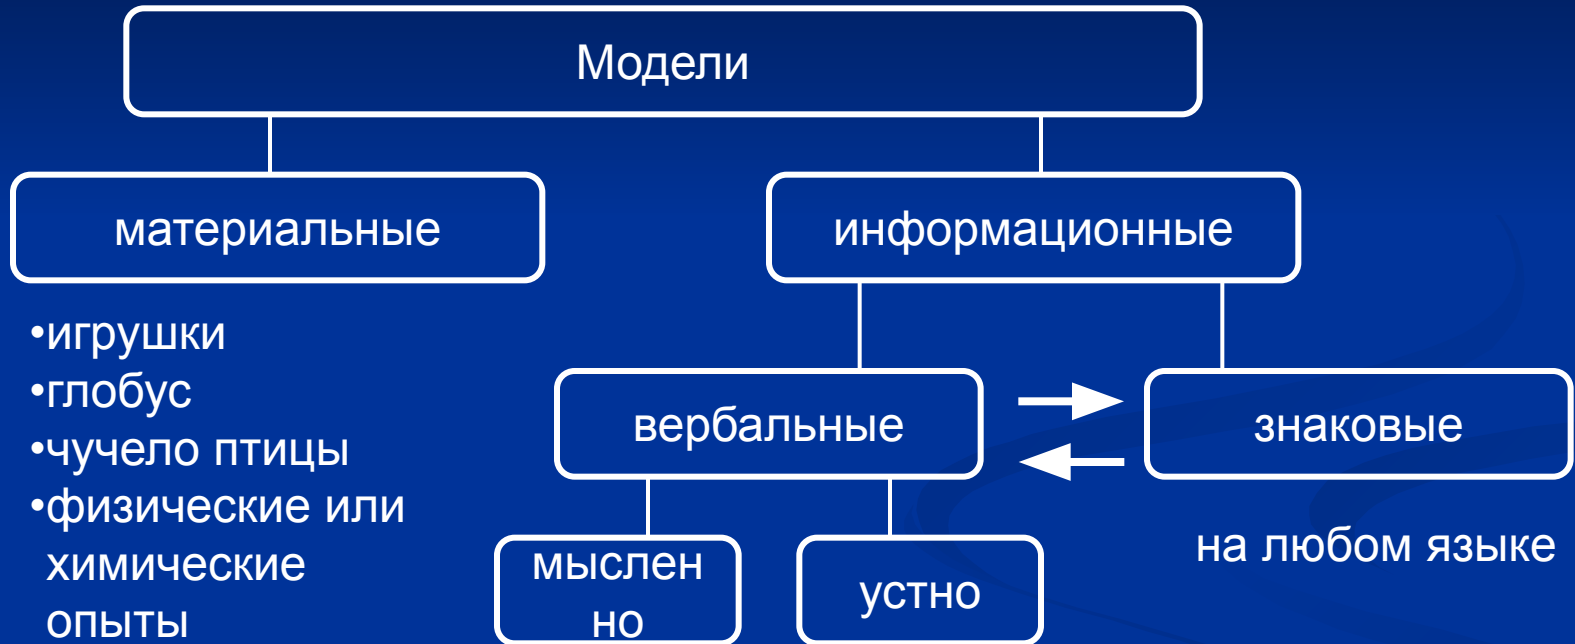 Модели
материальные
информационные
•игрушки
•глобус
•чучело птицы
•физические или
химические
опыты
вербальные
знаковые
мыслен
но
устно
на любом языке